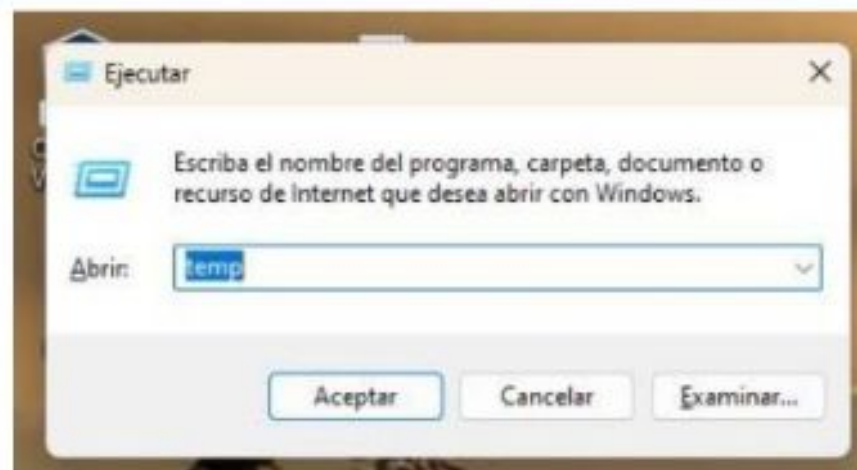 Ejecutar
Escriba el nombre del programa, carpeta, documento o
recurso de Internet que desea abrir con Windows.
Abrir:
temp
Aceptar
Cancelar
Examinar...